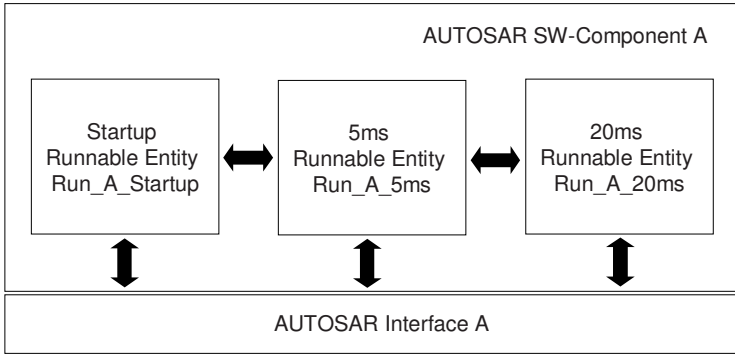 AUTOSAR SW-Component A
Startup
Runnable Entity
Run_A_Startup
5ms
Runnable Entity
Run_A_5ms
20ms
Runnable Entity
Run_A_20ms
AUTOSAR Interface A